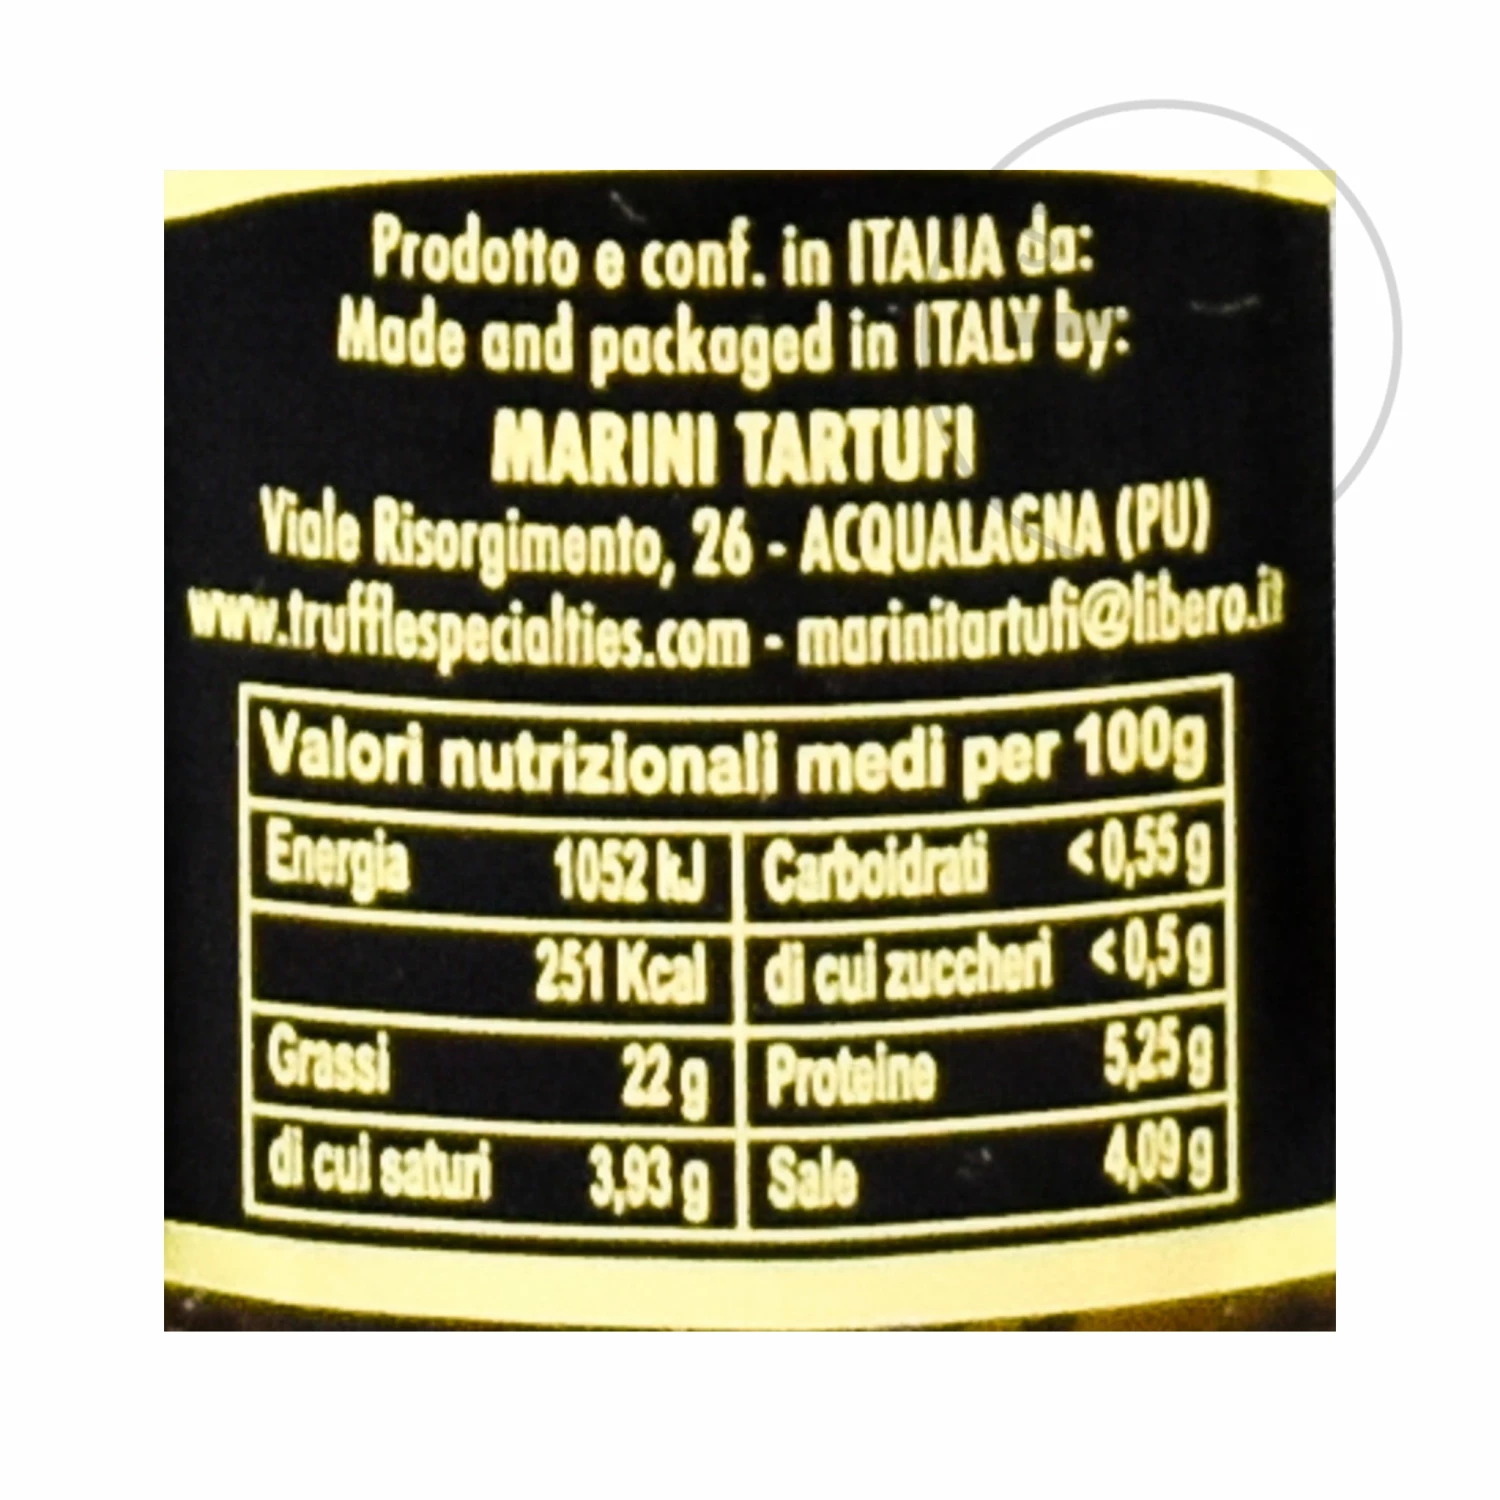 Prodotto e conf. in ITALIA da:
Made and packaged in ITALY by:
MARINI TARTUFI
Viale Risorgimento, 26 - ACQUALAGNA (PU)
www.trufflespecialties.com - marinitartufi@libero.it
Valori nutrizionali medi per 100g
Energia 1052 kJ Carboidrati <0,55 g
251 Kcal di cui zuccheri <0,5 g
Grassi 22 g Proteine 5,25 g
di cui saturi 3,93 g Sale 4,09 g